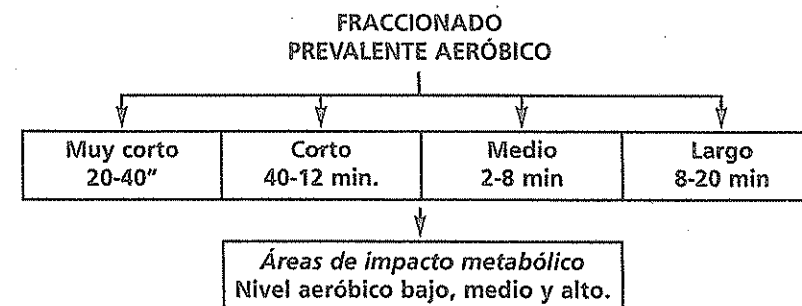 FRACCIONADO
PREVALENTE AERÓBICO
Muy corto
20-40"
Corto
40-12 min.
Medio
2-8 min
Largo
8-20 min
Áreas de impacto metabólico
Nivel aeróbico bajo, medio y alto.